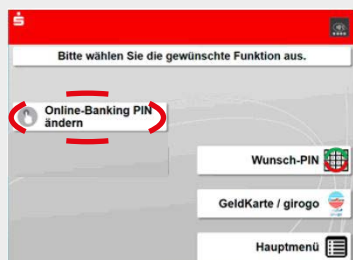 Bitte wählen Sie die gewünschte Funktion aus.
Online-Banking PIN
ändern
Wunsch-PIN
GeldKarte / girogo
Hauptmenü